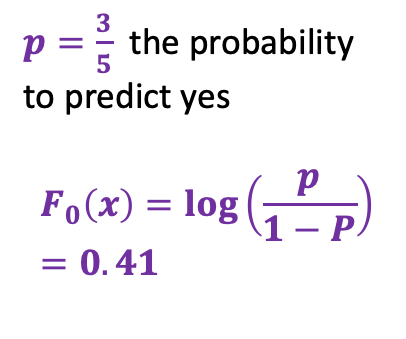 p = 3/5 the probability
to predict yes
F₀(x) = log(p/(1 − P))
= 0.41